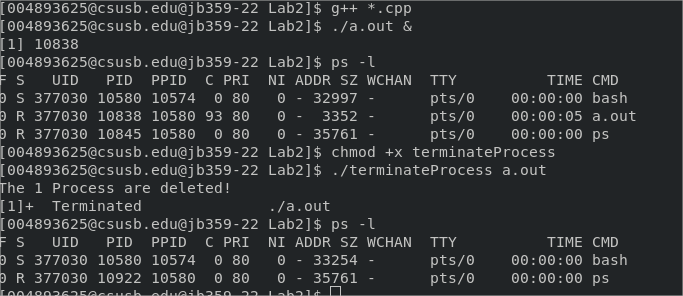 [004893625@csusb.edu@jb359-22 Lab2]$ g++ *.cpp
[004893625@csusb.edu@jb359-22 Lab2]$ ./a.out &
[1] 10838
[004893625@csusb.edu@jb359-22 Lab2]$ ps -l
F S   UID   PID  PPID  C PRI  NI ADDR SZ WCHAN  TTY          TIME CMD
0 S 377030 10580 10574  0 80   0 - 32997 -      pts/0    00:00:00 bash
0 R 377030 10838 10580 93 80   0 -  3352 -      pts/0    00:00:05 a.out
0 R 377030 10845 10580  0 80   0 - 35761 -      pts/0    00:00:00 ps
[004893625@csusb.edu@jb359-22 Lab2]$ chmod +x terminateProcess
[004893625@csusb.edu@jb359-22 Lab2]$ ./terminateProcess a.out
The 1 Process are deleted!
[1]+  Terminated              ./a.out
[004893625@csusb.edu@jb359-22 Lab2]$ ps -l
F S   UID   PID  PPID  C PRI  NI ADDR SZ WCHAN  TTY          TIME CMD
0 S 377030 10580 10574  0 80   0 - 33254 -      pts/0    00:00:00 bash
0 R 377030 10922 10580  0 80   0 - 35761 -      pts/0    00:00:00 ps
[004893625@csusb.edu@jb359-22 Lab2]$